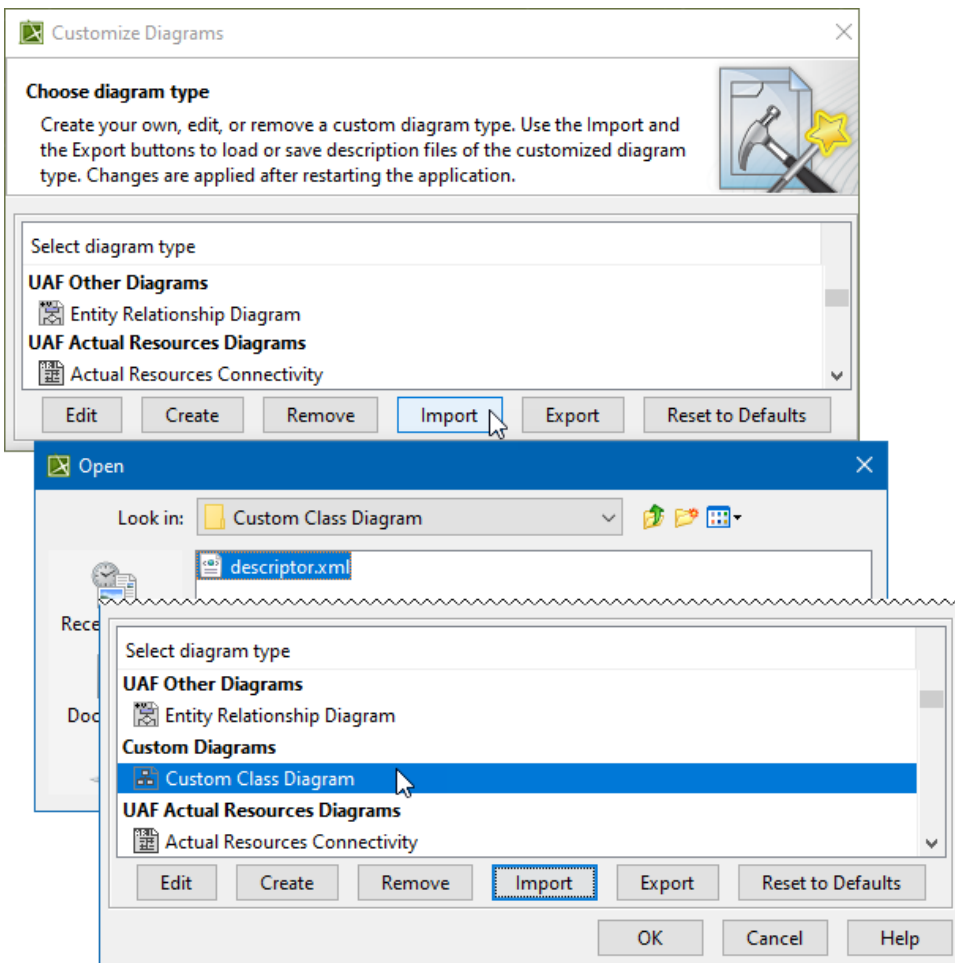 Customize Diagrams
Choose diagram type
Create your own, edit, or remove a custom diagram type. Use the Import and
the Export buttons to load or save description files of the customized diagram
type. Changes are applied after restarting the application.
Select diagram type
UAF Other Diagrams
Entity Relationship Diagram
UAF Actual Resources Diagrams
Actual Resources Connectivity
Edit Create Remove Import Export Reset to Defaults
Open
Look in: Custom Class Diagram
descriptor.xml
Rece
Select diagram type
UAF Other Diagrams
Doc
Entity Relationship Diagram
Custom Diagrams
Custom Class Diagram
UAF Actual Resources Diagrams
Actual Resources Connectivity
Edit Create Remove Import Export Reset to Defaults
OK Cancel Help